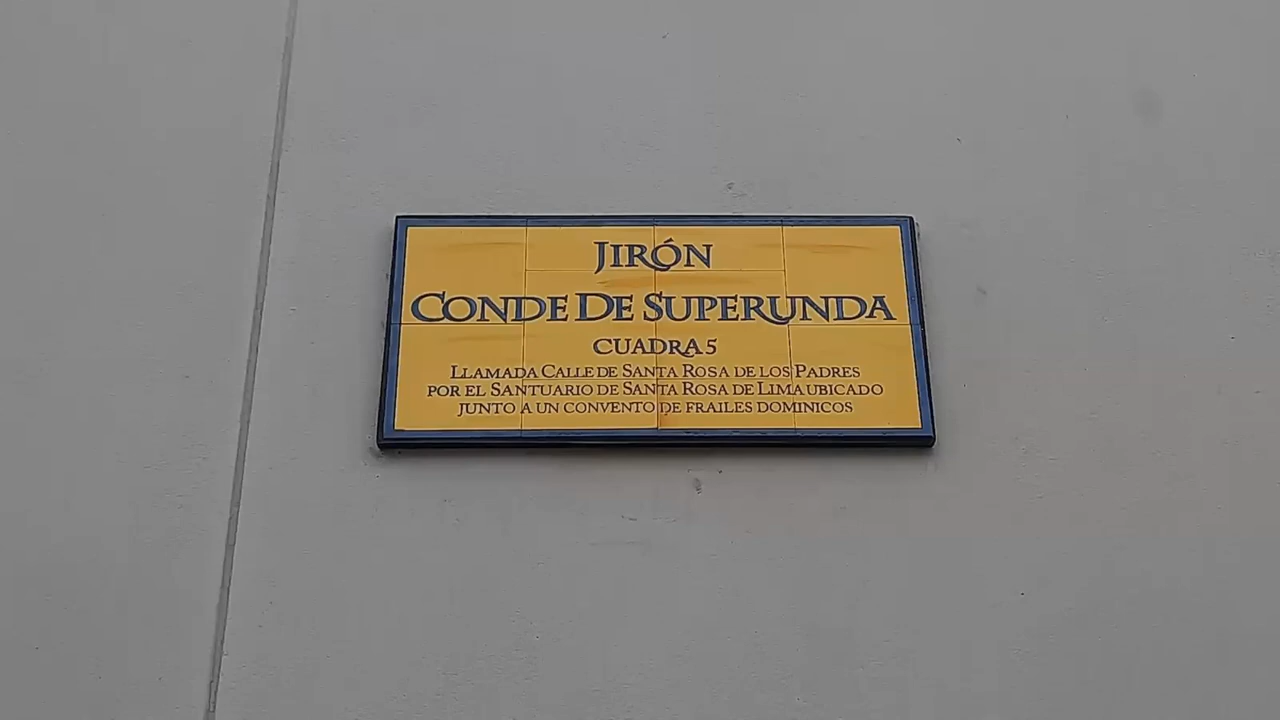 JIRÓN
CONDE DE SUPERUNDA
CUADRA 5
LLAMADA CALLE DE SANTA ROSA DE LOS PADRES
POR EL SANTUARIO DE SANTA ROSA DE LIMA UBICADO
JUNTO A UN CONVENTO DE FRAILES DOMINICOS